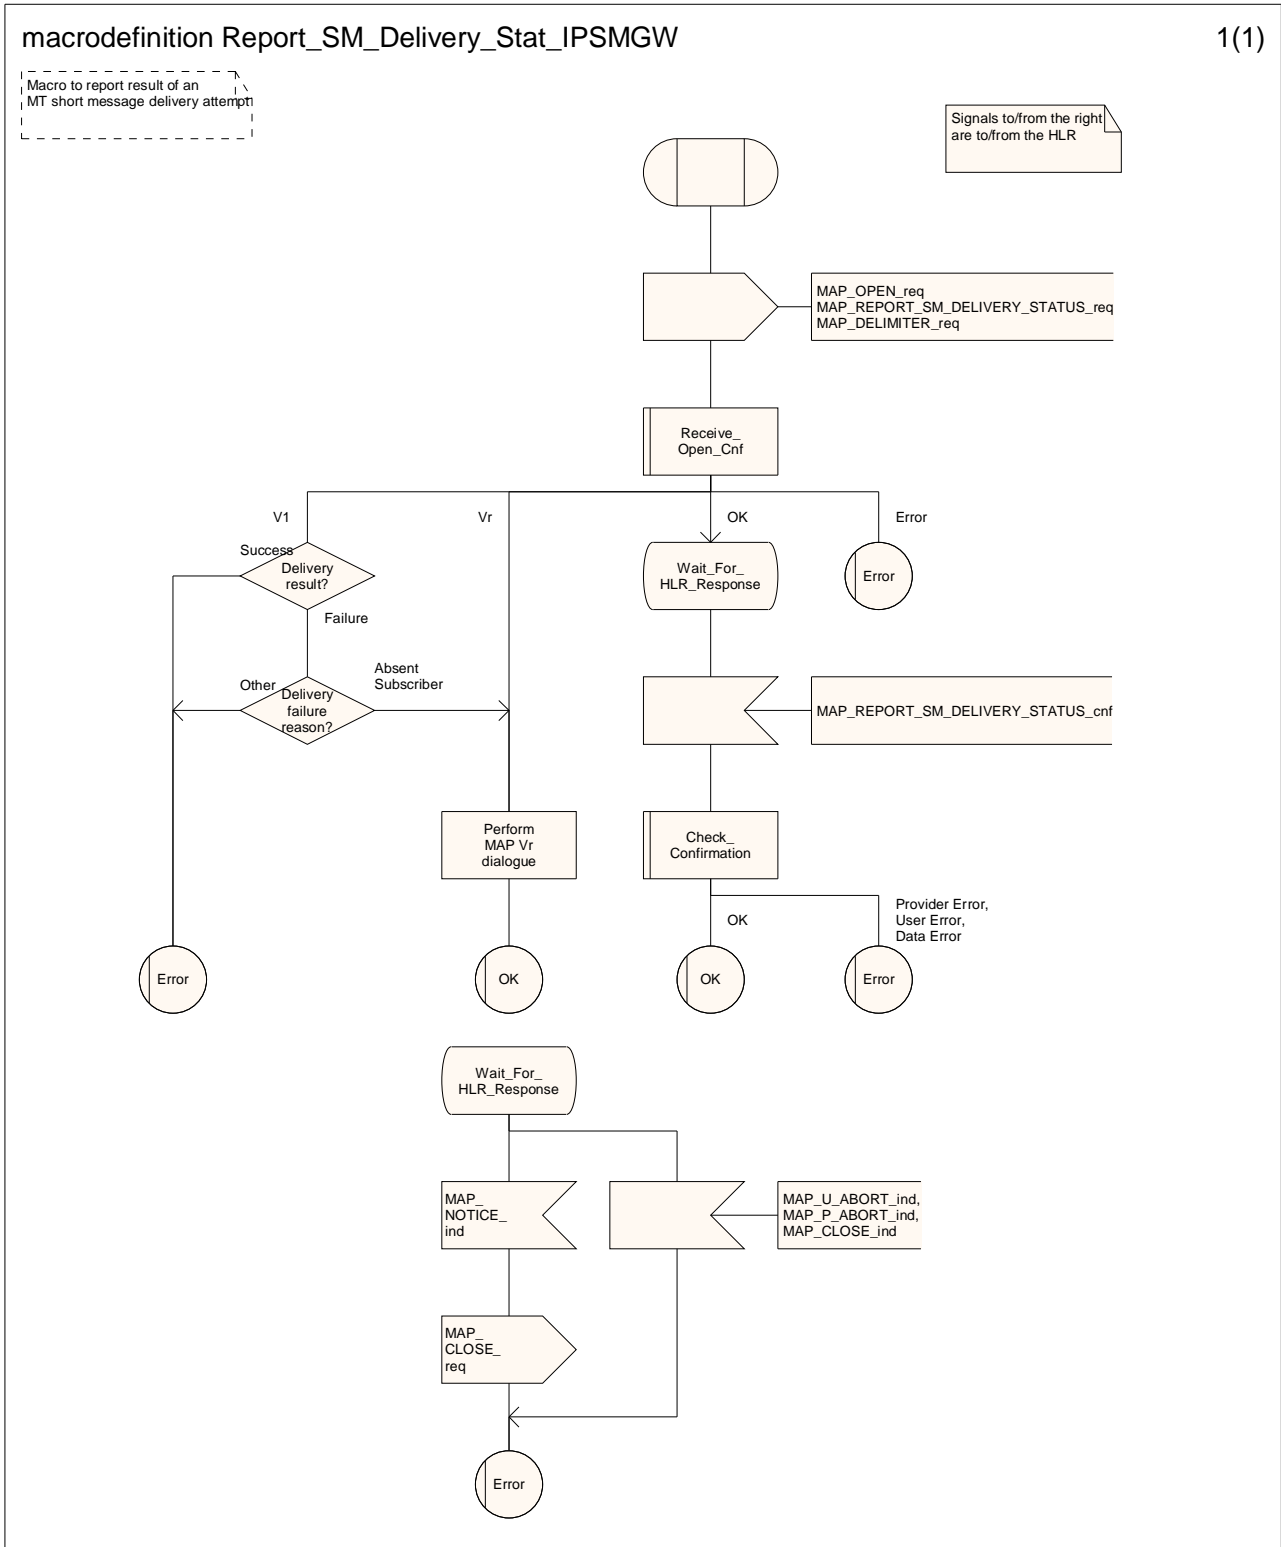 macrodefinition Report_SM_Delivery_Stat_IPSMGW
1(1)
Macro to report result of an
MT short message delivery attempt
Signals to/from the right
are to/from the HLR
MAP_OPEN_req
MAP_REPORT_SM_DELIVERY_STATUS_req
MAP_DELIMITER_req
Receive_
Open_Cnf
V1
Vr
OK
Error
Success
Delivery
result?
Wait_For_
HLR_Response
Error
Failure
Absent
Subscriber
Other
Delivery
failure
reason?
MAP_REPORT_SM_DELIVERY_STATUS_cnf
Perform
MAP Vr
dialogue
Check_
Confirmation
OK
Provider Error,
User Error,
Data Error
Error
OK
OK
Error
Wait_For_
HLR_Response
MAP_
NOTICE_
ind
MAP_U_ABORT_ind,
MAP_P_ABORT_ind,
MAP_CLOSE_ind
MAP_
CLOSE_
req
Error